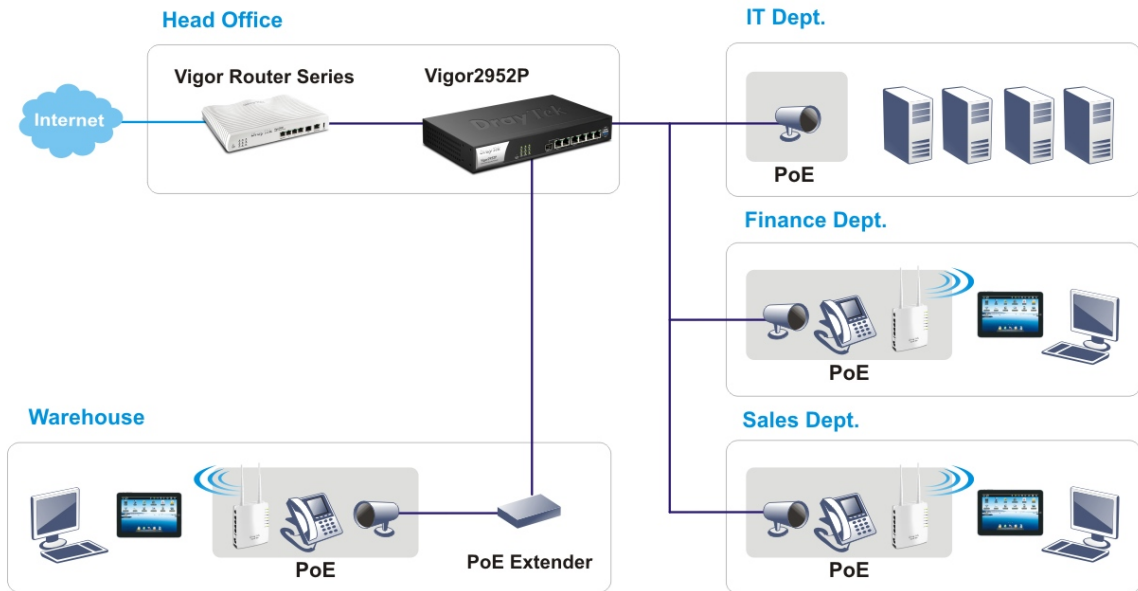 Head Office
Vigor Router Series
Vigor2952P
Internet
DrayTek
IT Dept.
PoE
Finance Dept.
PoE
Warehouse
PoE
PoE Extender
Sales Dept.
PoE